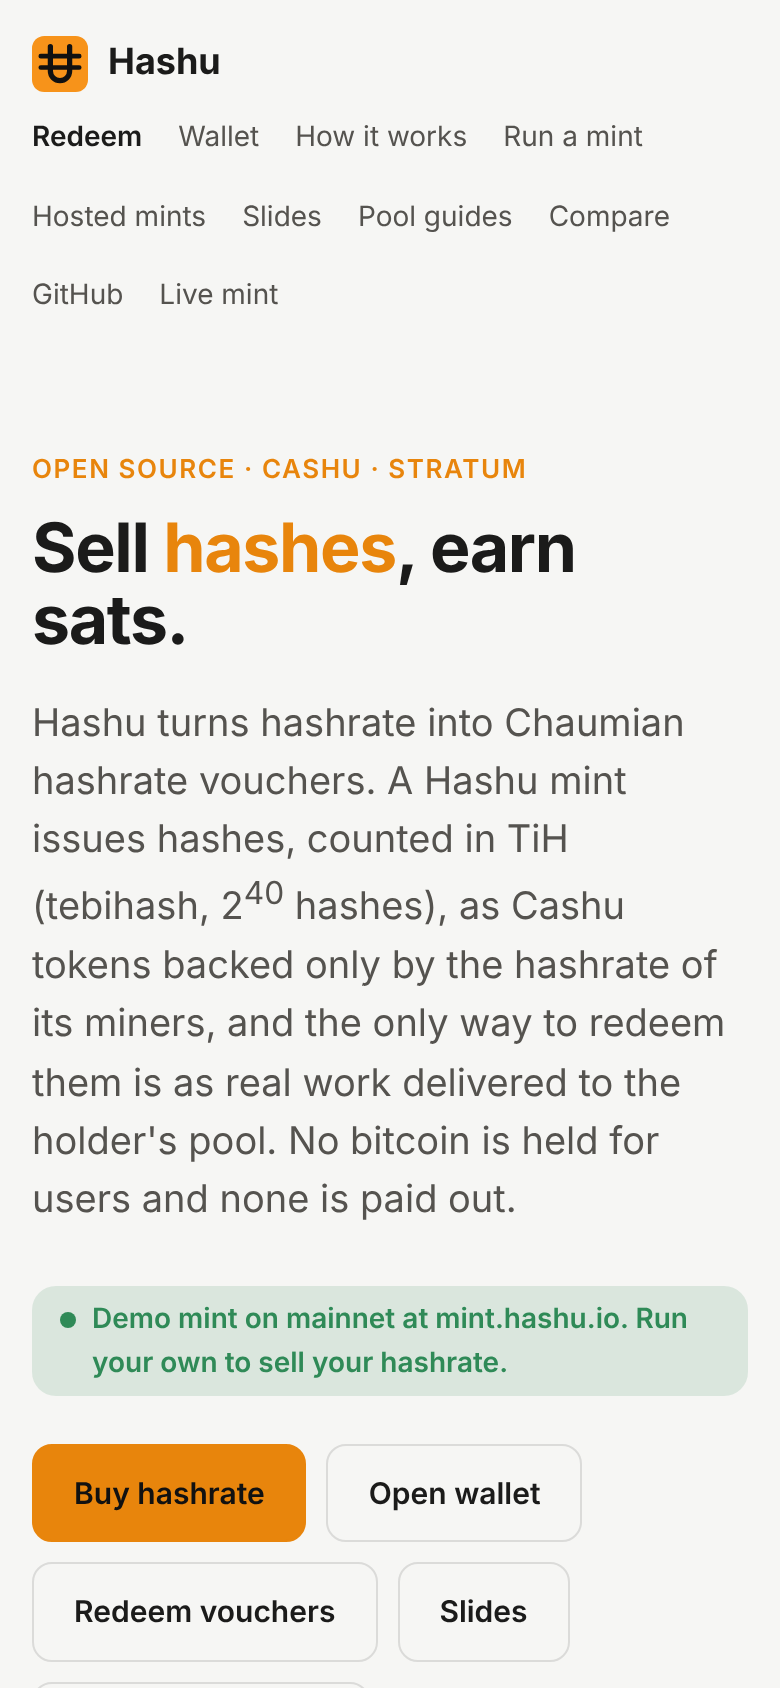 Hashu
Redeem Wallet How it works Run a mint
Hosted mints Slides Pool guides Compare
GitHub Live mint
OPEN SOURCE · CASHU · STRATUM
Sell hashes, earn
sats.
Hashu turns hashrate into Chaumian
hashrate vouchers. A Hashu mint
issues hashes, counted in TiH
(tebihash, 2⁴⁰ hashes), as Cashu
tokens backed only by the hashrate of
its miners, and the only way to redeem
them is as real work delivered to the
holder's pool. No bitcoin is held for
users and none is paid out.
Demo mint on mainnet at mint.hashu.io. Run
your own to sell your hashrate.
Buy hashrate Open wallet
Redeem vouchers Slides